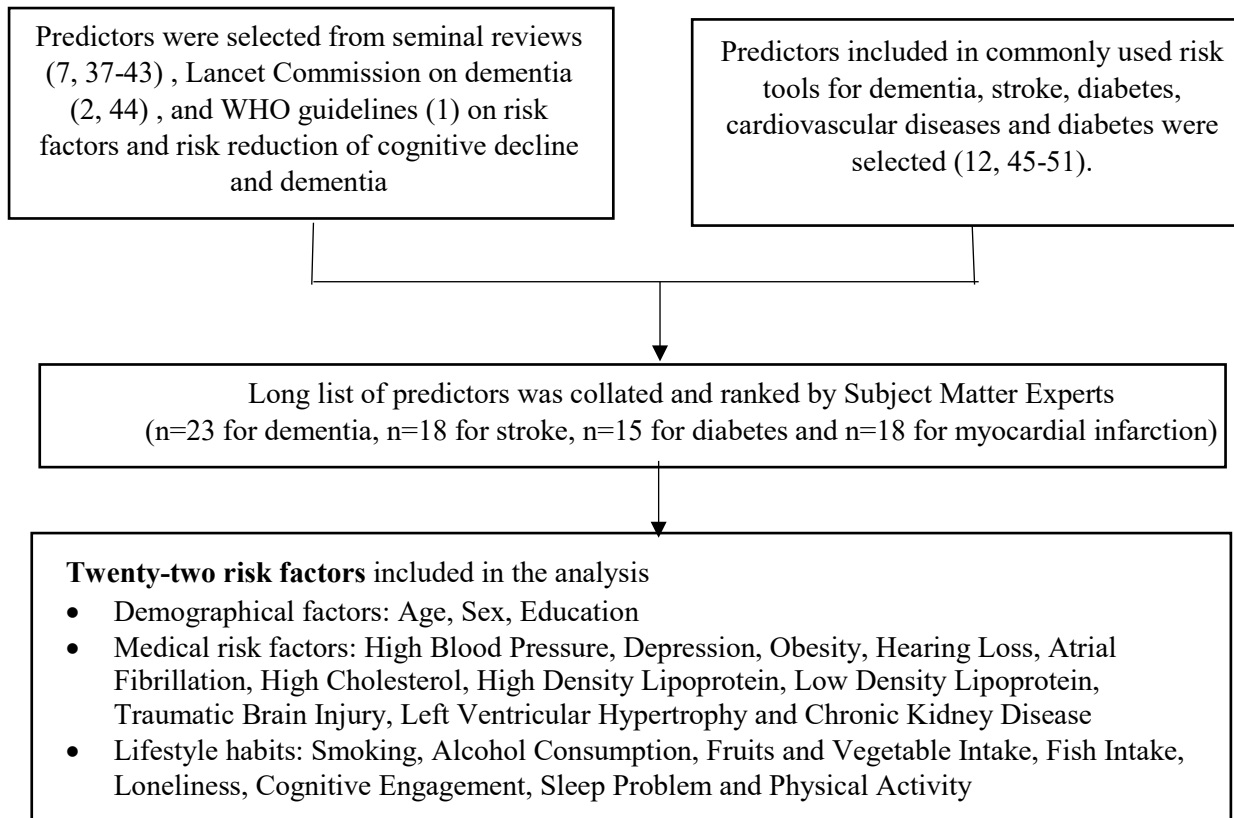 Predictors were selected from seminal reviews
(7, 37-43) , Lancet Commission on dementia
(2, 44) , and WHO guidelines (1) on risk
factors and risk reduction of cognitive decline
and dementia
Predictors included in commonly used risk
tools for dementia, stroke, diabetes,
cardiovascular diseases and diabetes were
selected (12, 45-51).
Long list of predictors was collated and ranked by Subject Matter Experts
(n=23 for dementia, n=18 for stroke, n=15 for diabetes and n=18 for myocardial infarction)
Twenty-two risk factors included in the analysis
• Demographical factors: Age, Sex, Education
• Medical risk factors: High Blood Pressure, Depression, Obesity, Hearing Loss, Atrial
Fibrillation, High Cholesterol, High Density Lipoprotein, Low Density Lipoprotein,
Traumatic Brain Injury, Left Ventricular Hypertrophy and Chronic Kidney Disease
• Lifestyle habits: Smoking, Alcohol Consumption, Fruits and Vegetable Intake, Fish Intake,
Loneliness, Cognitive Engagement, Sleep Problem and Physical Activity